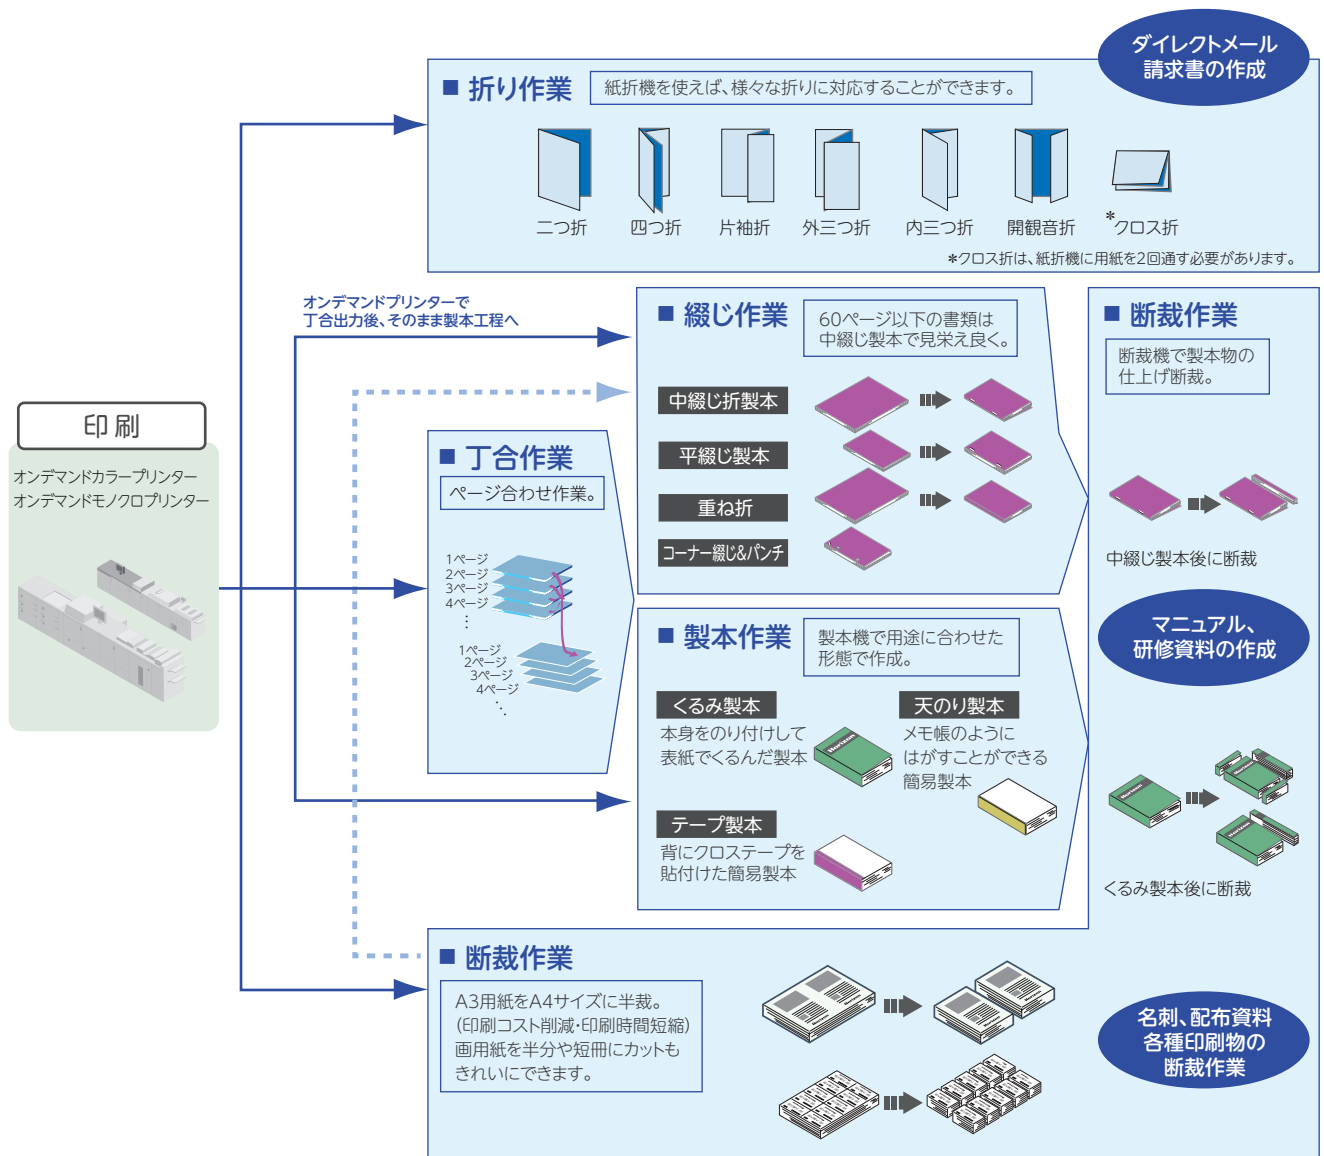 ダイレクトメール
請求書の作成
■ 折り作業
紙折機を使えば、様々な折りに対応することができます。
二つ折
四つ折
片袖折
外三つ折
内三つ折
開観音折
*クロス折
*クロス折は、紙折機に用紙を2回通す必要があります。
オンデマンドプリンターで
丁合出力後、そのまま製本工程へ
印刷
オンデマンドカラープリンター
オンデマンドモノクロプリンター
■ 丁合作業
ページ合わせ作業。
1ページ
2ページ
3ページ
4ページ
⋮
1ページ
2ページ
3ページ
4ページ
⋱
■ 綴じ作業
60ページ以下の書類は
中綴じ製本で見栄え良く。
中綴じ折製本
平綴じ製本
重ね折
コーナー綴じ&パンチ
■ 製本作業
製本機で用途に合わせた
形態で作成。
くるみ製本
本身をのり付けして
表紙でくるんだ製本
Horizon
天のり製本
メモ帳のように
はがすことができる
簡易製本
テープ製本
背にクロステープを
貼付けた簡易製本
■ 断裁作業
断裁機で製本物の
仕上げ断裁。
中綴じ製本後に断裁
マニュアル、
研修資料の作成
Horizon
Horizon
Horizon
くるみ製本後に断裁
■ 断裁作業
A3用紙をA4サイズに半裁。
(印刷コスト削減・印刷時間短縮)
画用紙を半分や短冊にカットも
きれいにできます。
名刺、配布資料
各種印刷物の
断裁作業